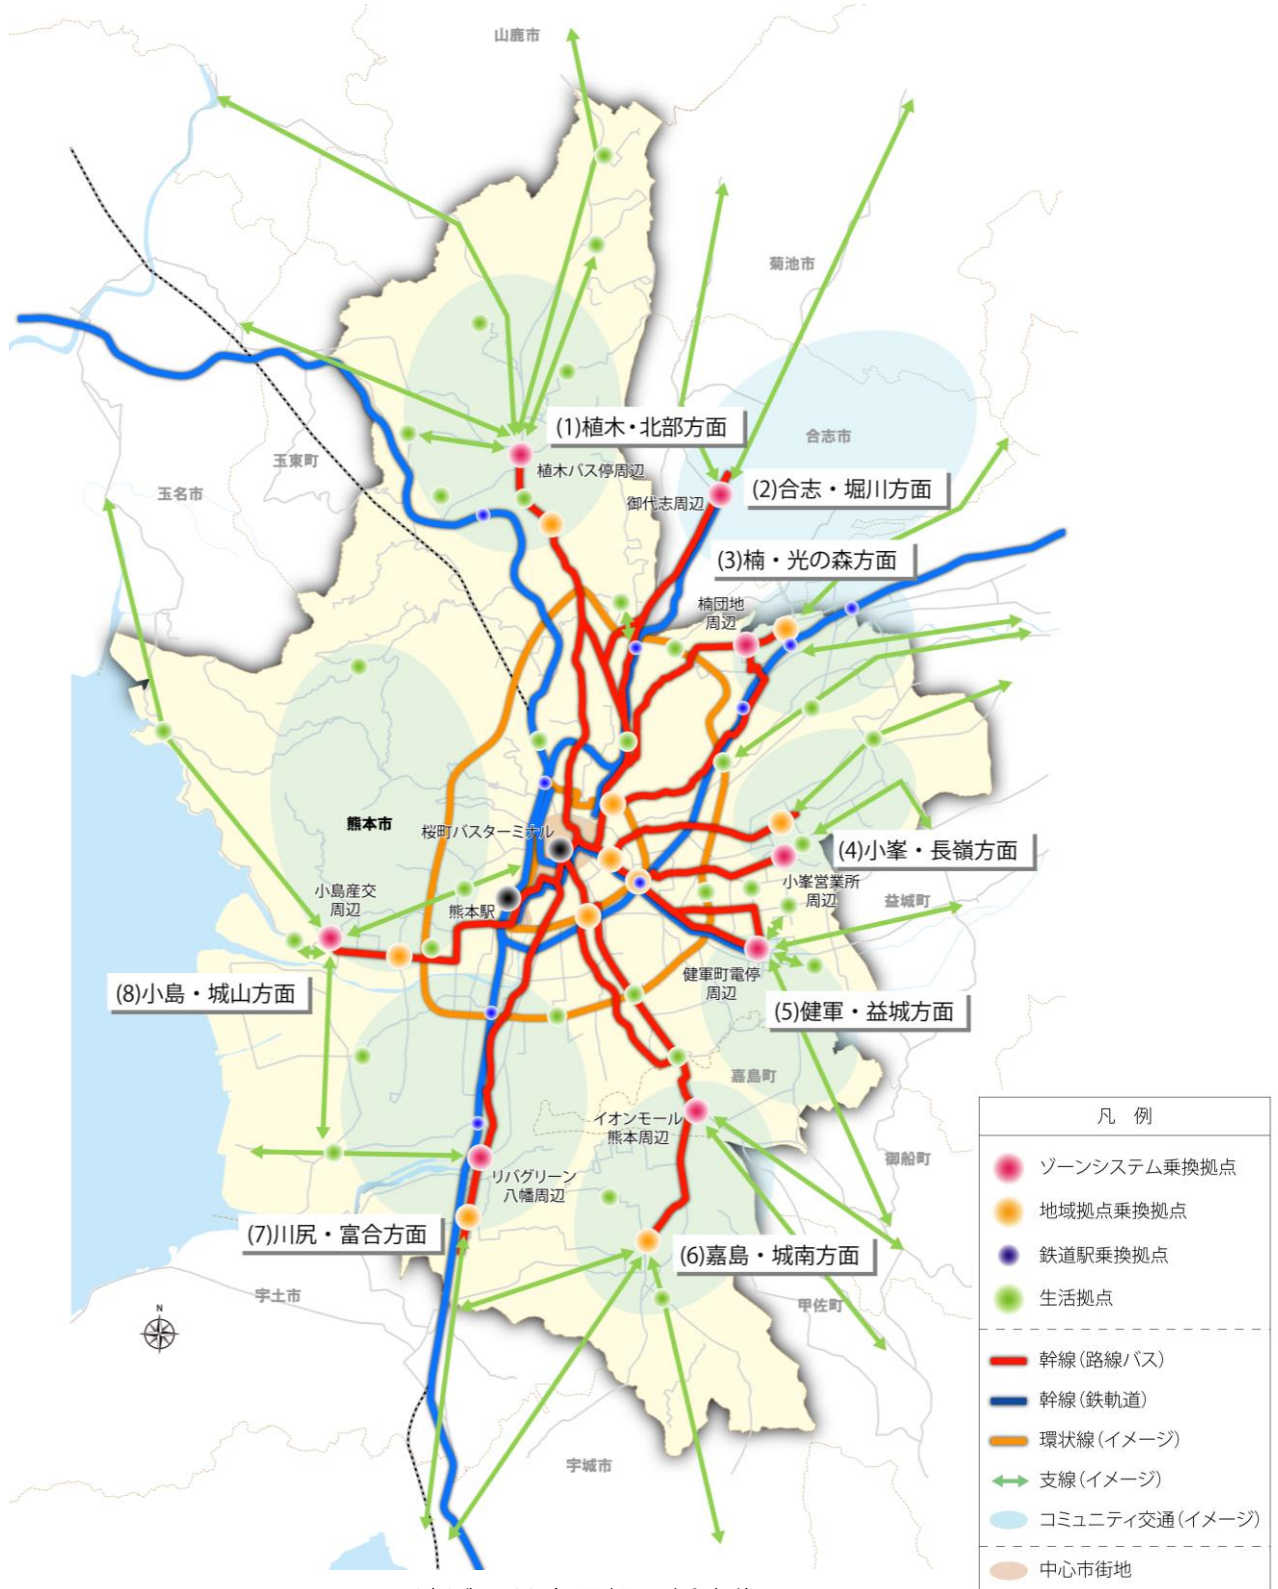 山鹿市
菊池市
(1)植木・北部方面
合志市
玉東町
植木バス停周辺
玉名市
御代志周辺
(2)合志・堀川方面
(3)楠・光の森方面
楠団地
周辺
熊本市
桜町バスターミナル
(4)小峯・長嶺方面
小島産交
周辺
小峯営業所
周辺
熊本駅
益城町
健軍町電停
周辺
(8)小島・城山方面
(5)健軍・益城方面
嘉島町
イオンモール
熊本周辺
御船町
リバグリーン
八幡周辺
(7)川尻・富合方面
(6)嘉島・城南方面
宇土市
甲佐町
N
宇城市
凡 例
ゾーンシステム乗換拠点
地域拠点乗換拠点
鉄道駅乗換拠点
生活拠点
幹線(路線バス)
幹線(鉄軌道)
環状線(イメージ)
支線(イメージ)
コミュニティ交通(イメージ)
中心市街地